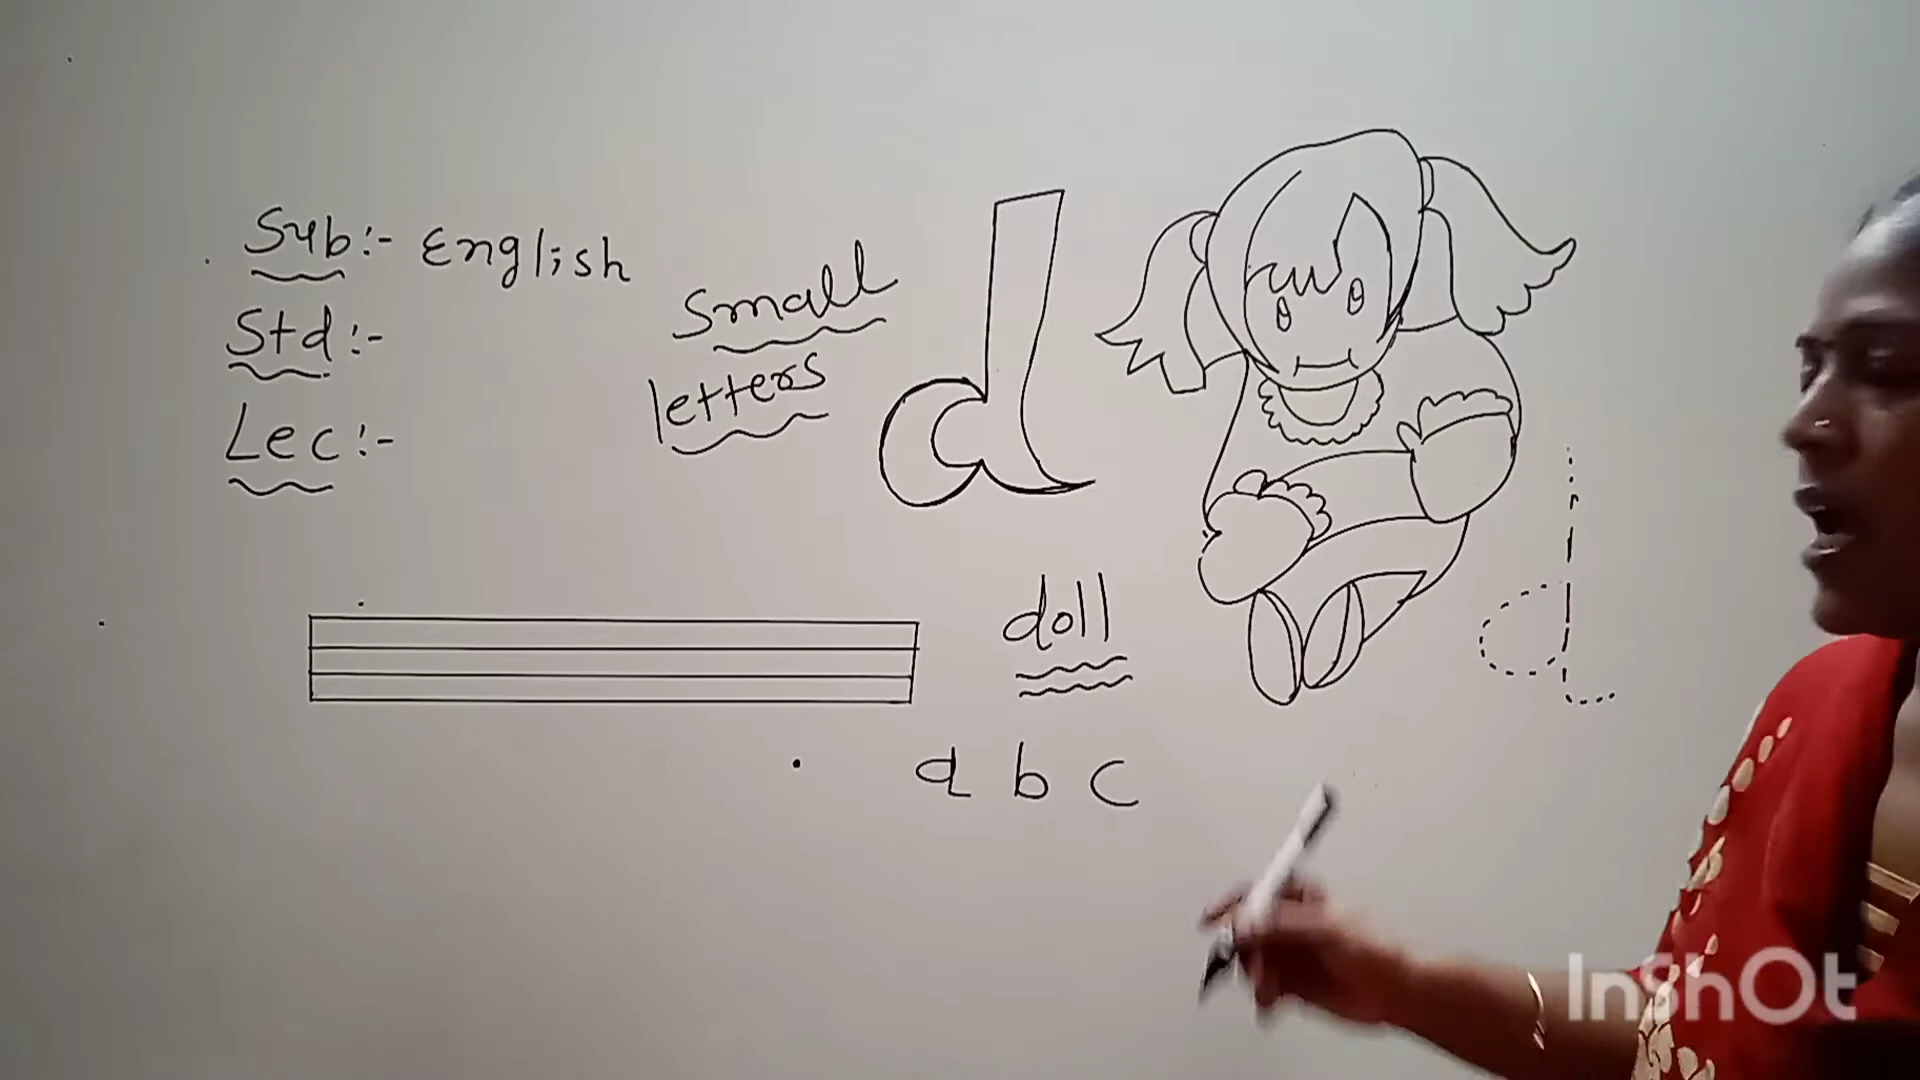 Sub:- English
Std:-
Lec:-
small
letters
d
doll
d
a b c
InShOt